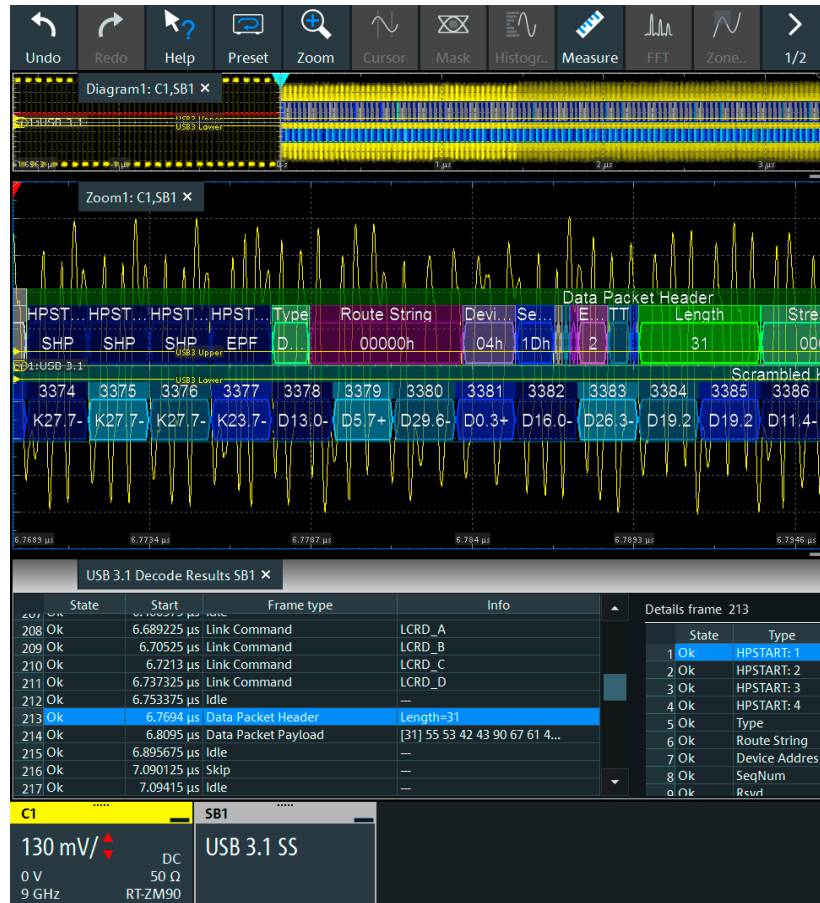 Undo Redo Help Preset Zoom Cursor Mask Histogr.. Measure FFT Zone.. 1/2
Diagram1: C1,SB1 ×
USB3 Upper
1:USB 3.1
USB3 Lower
-1 µs 0 s 1 µs 2 µs 3 µs
Zoom1: C1,SB1 ×
Data Packet Header
HPST... HPST... HPST... HPST... Type Route String Devi... Se... E... TT Length Stre
SHP SHP SHP EPF D... 00000h 04h 1Dh 2 31 00
USB3 Upper
1:USB 3.1
Scrambled
USB3 Lower
3374 3375 3376 3377 3378 3379 3380 3381 3382 3383 3384 3385 3386
K27.7- K27.7- K27.7- K23.7- D13.0- D5.7+ D29.6- D0.3+ D16.0- D26.3- D19.2 D19.2 D11.4-
6.7689 µs 6.7734 µs 6.7787 µs 6.784 µs 6.7893 µs 6.7946 µs
USB 3.1 Decode Results SB1 ×
State Start Frame type Info
208 Ok 6.689225 µs Link Command LCRD_A
209 Ok 6.70525 µs Link Command LCRD_B
210 Ok 6.7213 µs Link Command LCRD_C
211 Ok 6.737325 µs Link Command LCRD_D
212 Ok 6.753375 µs Idle ---
213 Ok 6.7694 µs Data Packet Header Length=31
214 Ok 6.8095 µs Data Packet Payload [31] 55 53 42 43 90 67 61 4...
215 Ok 6.895675 µs Idle ---
216 Ok 7.090125 µs Skip ---
217 Ok 7.09415 µs Idle ---
Details frame 213
State Type
1 Ok HPSTART: 1
2 Ok HPSTART: 2
3 Ok HPSTART: 3
4 Ok HPSTART: 4
5 Ok Type
6 Ok Route String
7 Ok Device Addres
8 Ok SeqNum
9 Ok Rsvd
C1
130 mV/
DC
0 V 50 Ω
9 GHz RT-ZM90
SB1
USB 3.1 SS